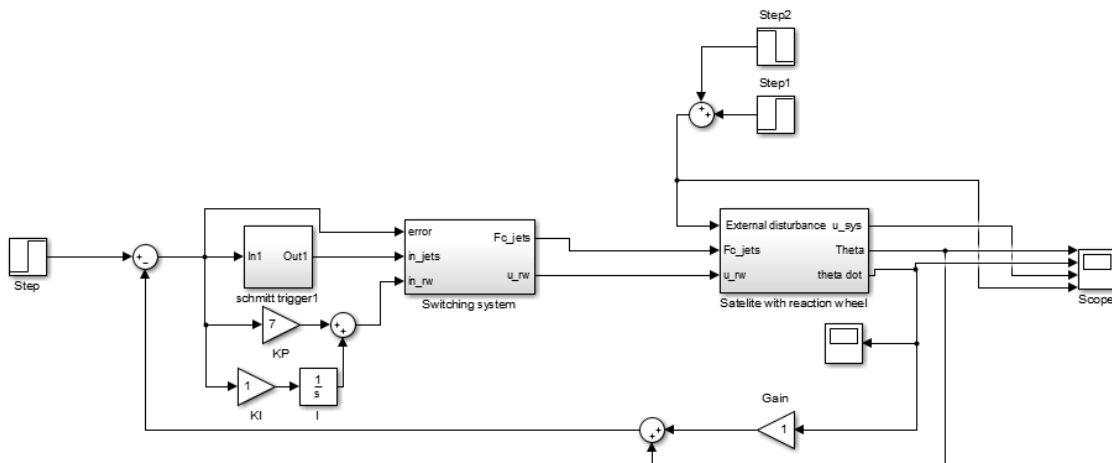 Step2
Step1
External disturbance
u_sys
error
Fc_jets
Fc_jets
Theta
In1
Out1
in_jets
u_rw
theta dot
in_rw
u_rw
Step
schmitt trigger1
Switching system
Satelite with reaction wheel
Scope
7
KP
1
KI
1
s
I
Gain
1